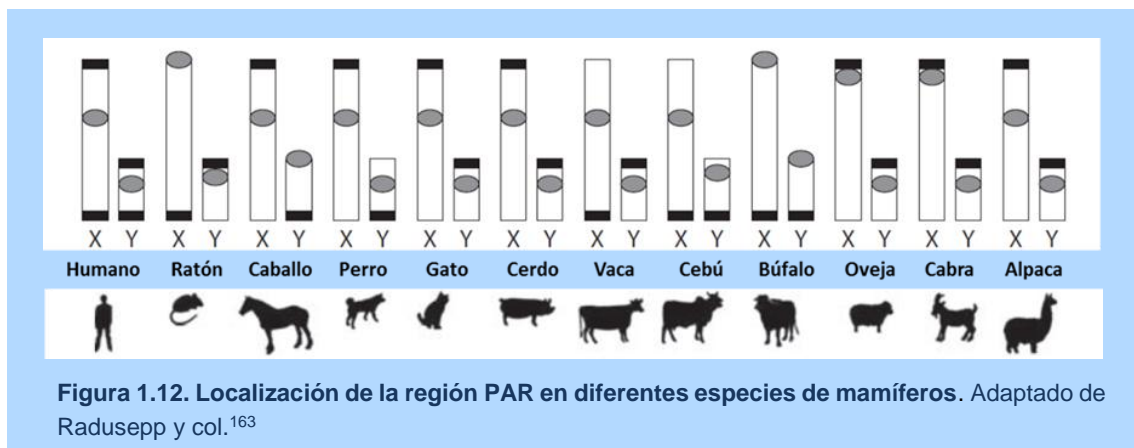 X Y X Y X Y X Y X Y X Y X Y X Y X Y X Y X Y X Y
Humano Ratón Caballo Perro Gato Cerdo Vaca Cebú Búfalo Oveja Cabra Alpaca
Figura 1.12. Localización de la región PAR en diferentes especies de mamíferos. Adaptado de
Radusepp y col.163